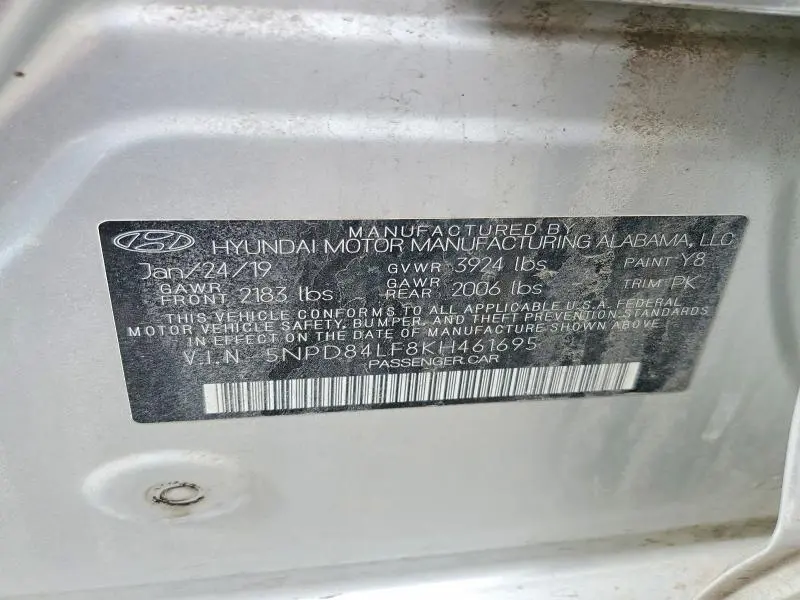 MANUFACTURED BY
HYUNDAI MOTOR MANUFACTURING ALABAMA, LLC
Jan/24/19 GVWR 3924 lbs PAINT Y8
GAWR FRONT 2183 lbs GAWR REAR 2006 lbs TRIM PK
THIS VEHICLE CONFORMS TO ALL APPLICABLE U.S.A. FEDERAL
MOTOR VEHICLE SAFETY, BUMPER, AND THEFT PREVENTION STANDARDS
IN EFFECT ON THE DATE OF MANUFACTURE SHOWN ABOVE
V.I.N. 5NPD84LF8KH461695
PASSENGER CAR